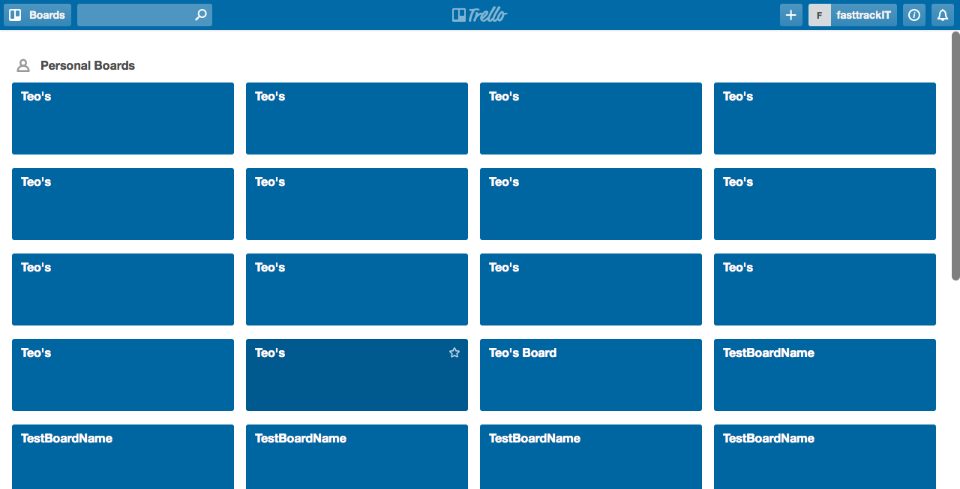 Boards Trello F fasttrackIT
Personal Boards
Teo's Teo's Teo's Teo's
Teo's Teo's Teo's Teo's
Teo's Teo's Teo's Teo's
Teo's Teo's Teo's Board TestBoardName
TestBoardName TestBoardName TestBoardName TestBoardName